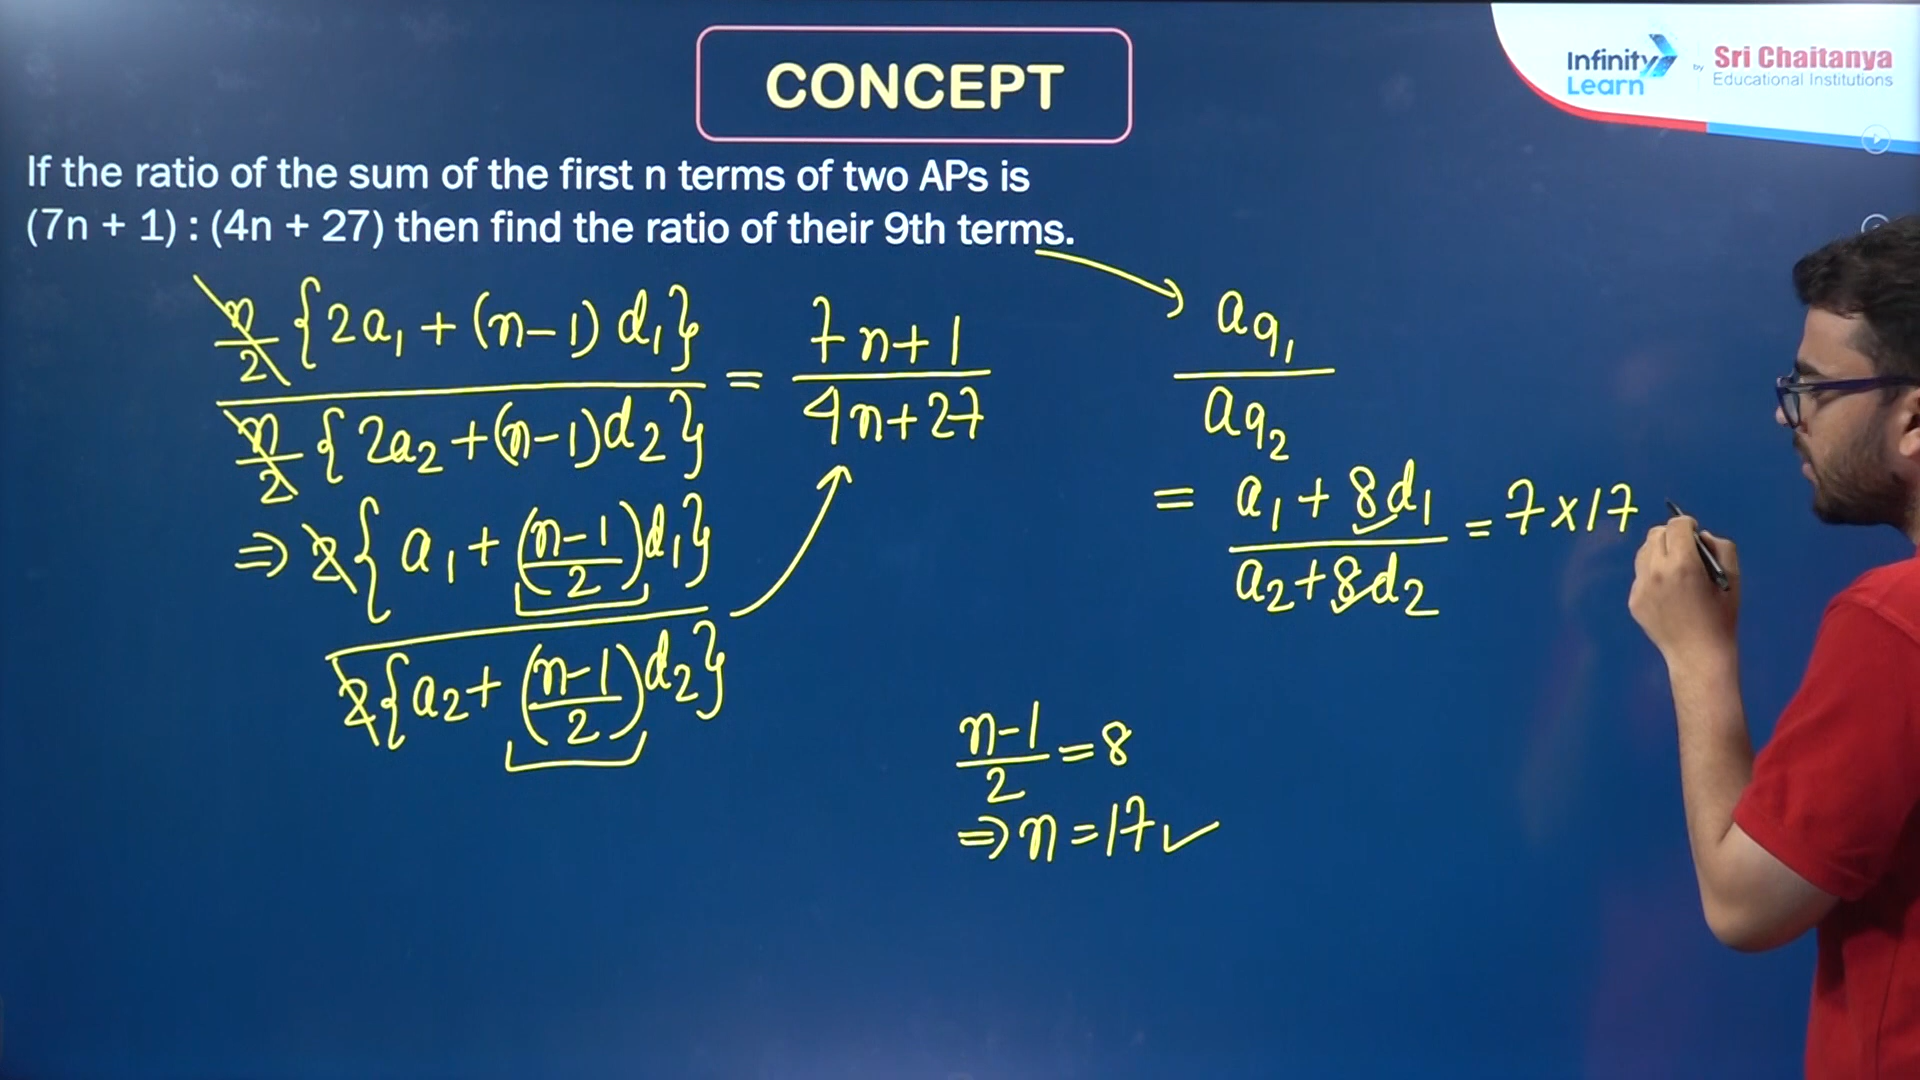 CONCEPT
Infinity Learn by Sri Chaitanya Educational Institutions
If the ratio of the sum of the first n terms of two APs is
(7n + 1) : (4n + 27) then find the ratio of their 9th terms.
n/2 {2a₁ + (n-1) d₁} / n/2 {2a₂ + (n-1)d₂} = 7n+1 / 4n+27
⇒ 2{a₁ + (n-1/2)d₁} / 2{a₂ + (n-1/2)d₂}
a₉₁ / a₉₂
= a₁ + 8d₁ / a₂ + 8d₂ = 7×17
n-1/2 = 8
⇒ n = 17 ✓